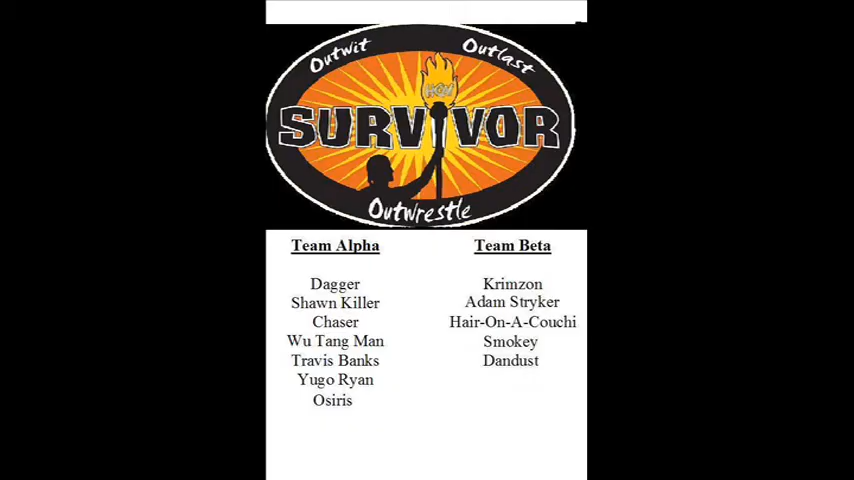 Outwit Outlast
SURVIVOR
Outwrestle
Team Alpha Team Beta
Dagger Krimzon
Shawn Killer Adam Stryker
Chaser Hair-On-A-Couchi
Wu Tang Man Smokey
Travis Banks Dandust
Yugo Ryan
Osiris